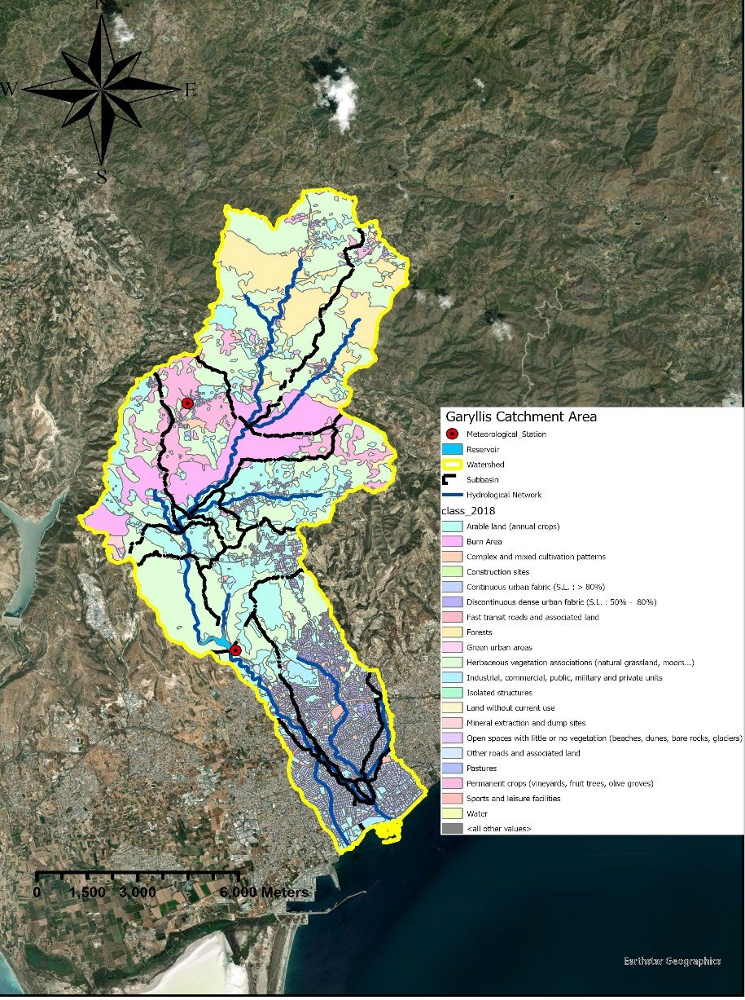 N
W
E
S
Garyllis Catchment Area
Meteorological_Station
Reservoir
Watershed
Subbasin
Hydrological Network
class_2018
Arable land (annual crops)
Burn Area
Complex and mixed cultivation patterns
Construction sites
Continuous urban fabric (S.L. : > 80%)
Discontinuous dense urban fabric (S.L. : 50% - 80%)
Fast transit roads and associated land
Forests
Green urban areas
Herbaceous vegetation associations (natural grassland, moors...)
Industrial, commercial, public, military and private units
Isolated structures
Land without current use
Mineral extraction and dump sites
Open spaces with little or no vegetation (beaches, dunes, bare rocks, glaciers)
Other roads and associated land
Pastures
Permanent crops (vineyards, fruit trees, olive groves)
Sports and leisure facilities
Water
<all other values>
0 1,500 3,000 6,000 Meters
Earthstar Geographics